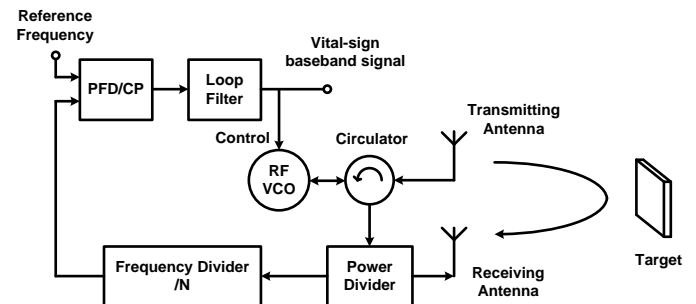 Reference
Frequency
PFD/CP
Loop
Filter
Vital-sign
baseband signal
Control
RF
VCO
Circulator
Transmitting
Antenna
Target
Frequency Divider
/N
Power
Divider
Receiving
Antenna